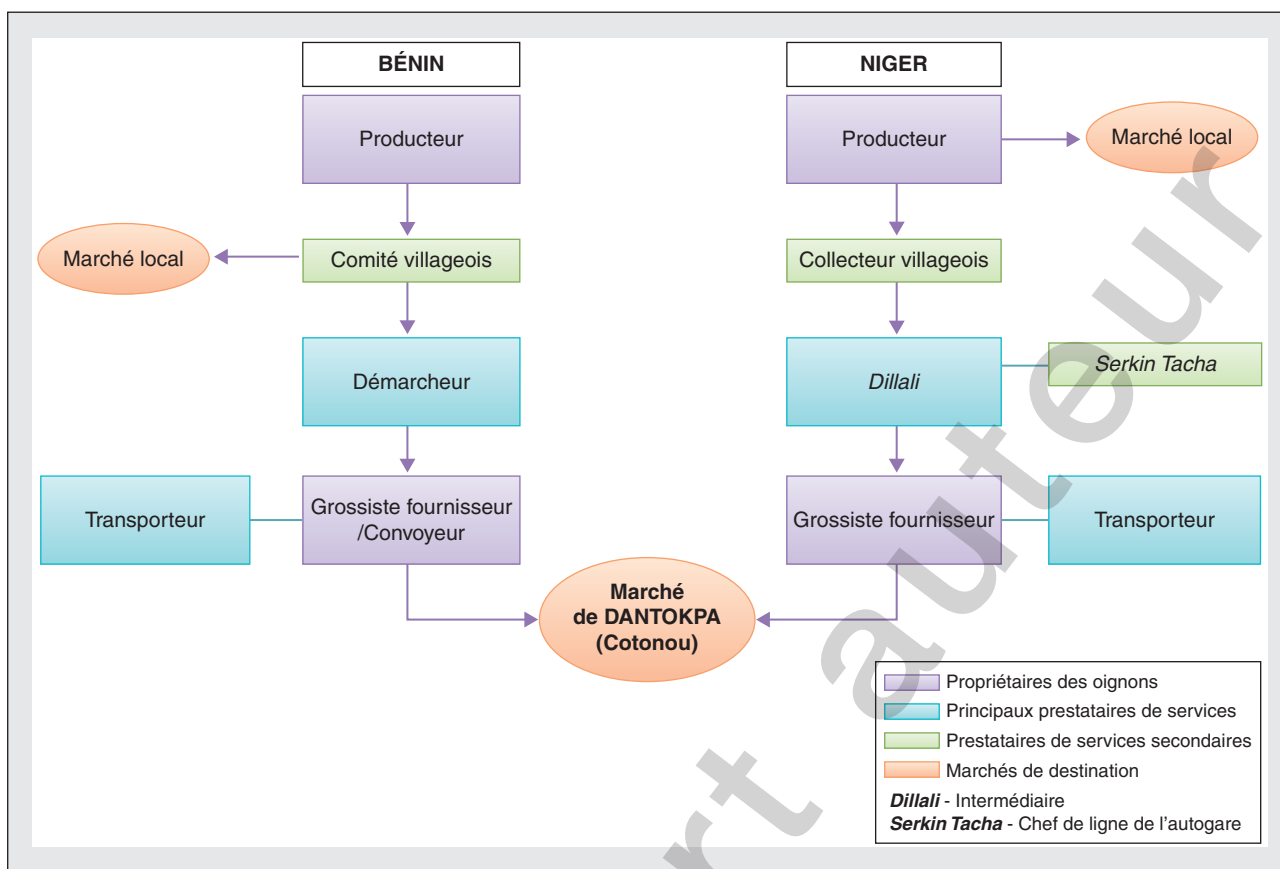 BÉNIN
Producteur
Marché local
Comité villageois
Démarcheur
Transporteur
Grossiste fournisseur
/Convoyeur
NIGER
Producteur
Marché local
Collecteur villageois
Dillali
Serkin Tacha
Grossiste fournisseur
Transporteur
Marché
de DANTOKPA
(Cotonou)
Propriétaires des oignons
Principaux prestataires de services
Prestataires de services secondaires
Marchés de destination
Dillali - Intermédiaire
Serkin Tacha - Chef de ligne de l'autogare
rt auteur